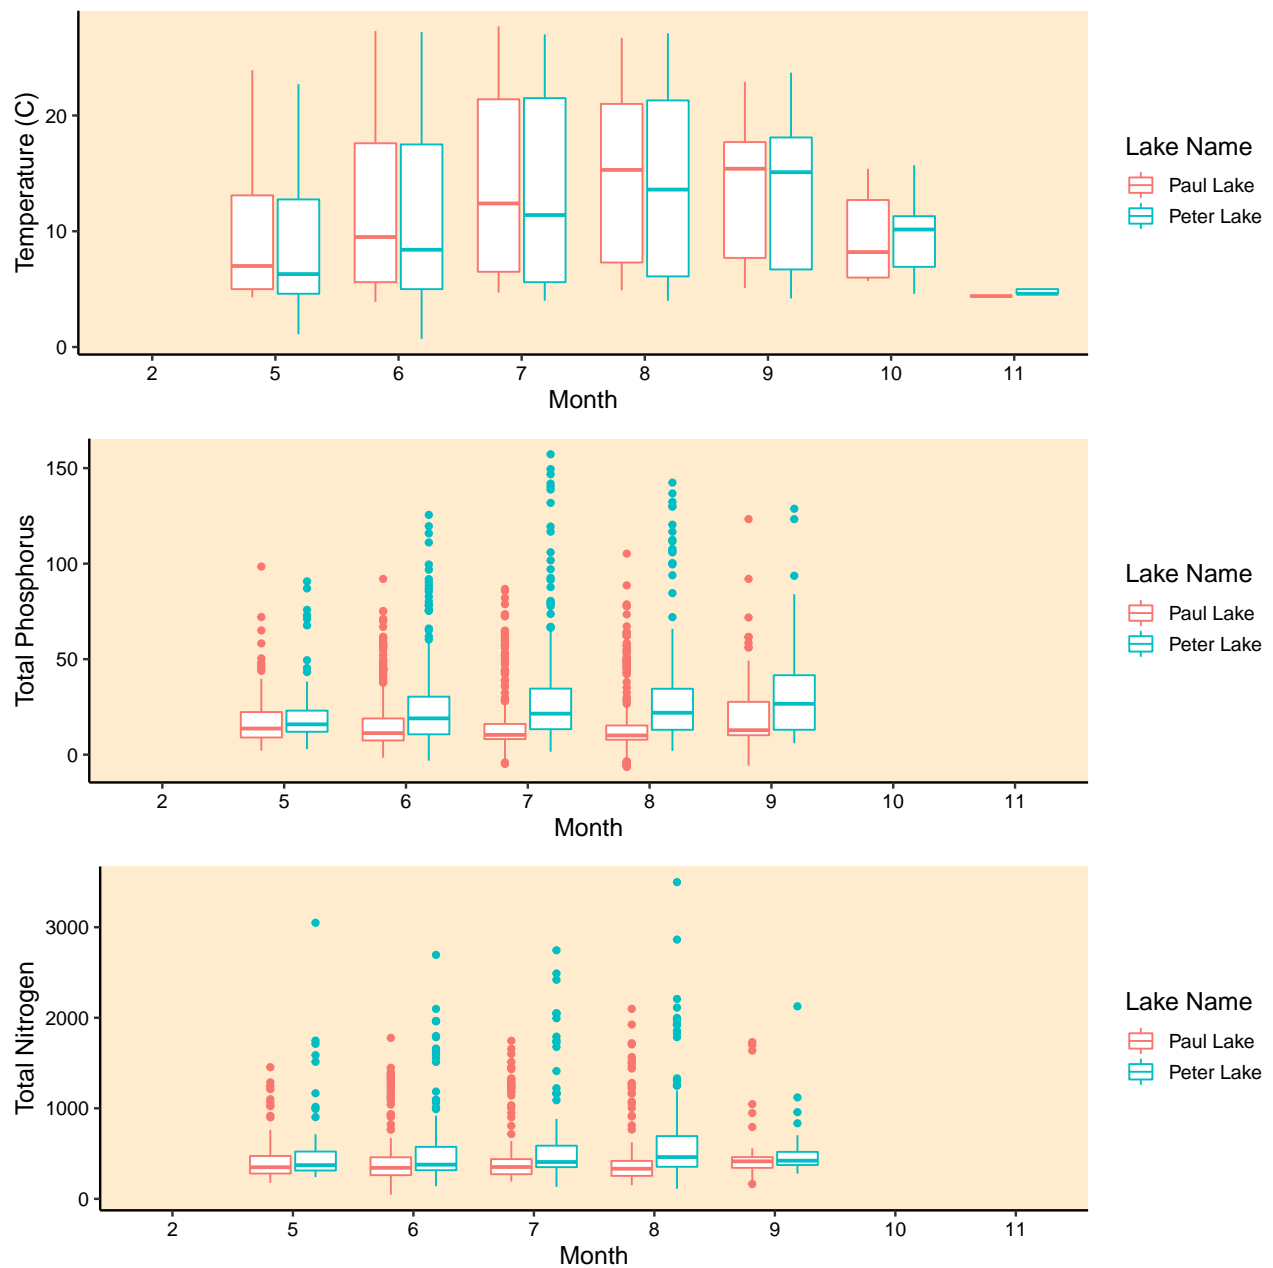 Temperature (C)
20
10
0
2 5 6 7 8 9 10 11
Month
Lake Name
Paul Lake
Peter Lake
Total Phosphorus
150
100
50
0
2 5 6 7 8 9 10 11
Month
Lake Name
Paul Lake
Peter Lake
Total Nitrogen
3000
2000
1000
0
2 5 6 7 8 9 10 11
Month
Lake Name
Paul Lake
Peter Lake